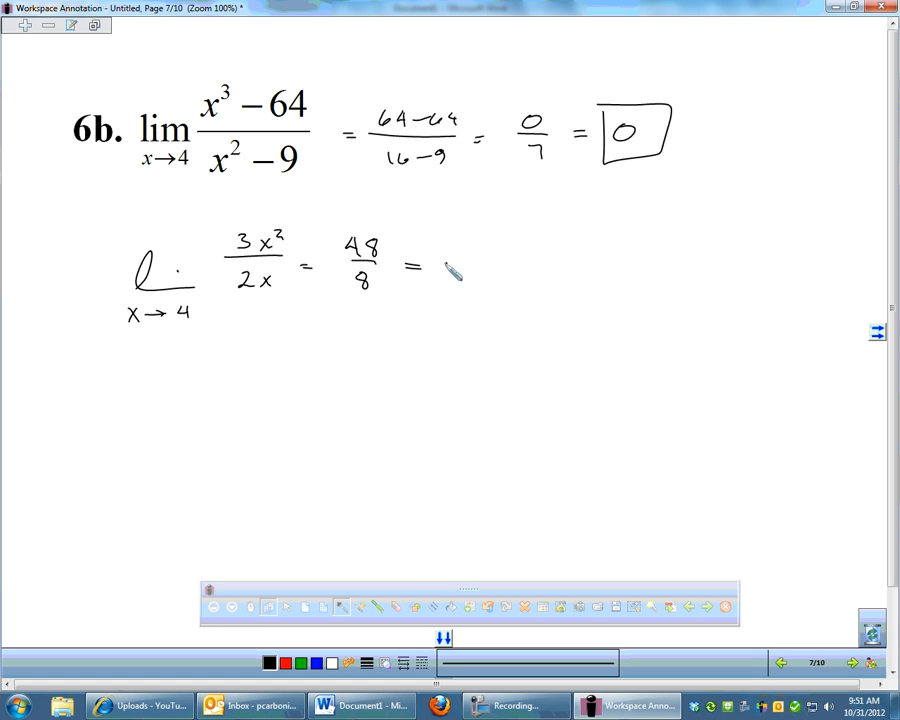 Workspace Annotation - Untitled, Page 7/10 (Zoom 100%) *
6b. lim x→4 x³ − 64 / x² − 9 = 64 − 64 / 16 − 9 = 0 / 7 = 0
lim x → 4 3x² / 2x = 48 / 8 =
7/10
Uploads - YouTu...
Inbox - pcarboni...
Document1 - Mi...
Recording...
Workspace Anno...
9:51 AM
10/31/2012